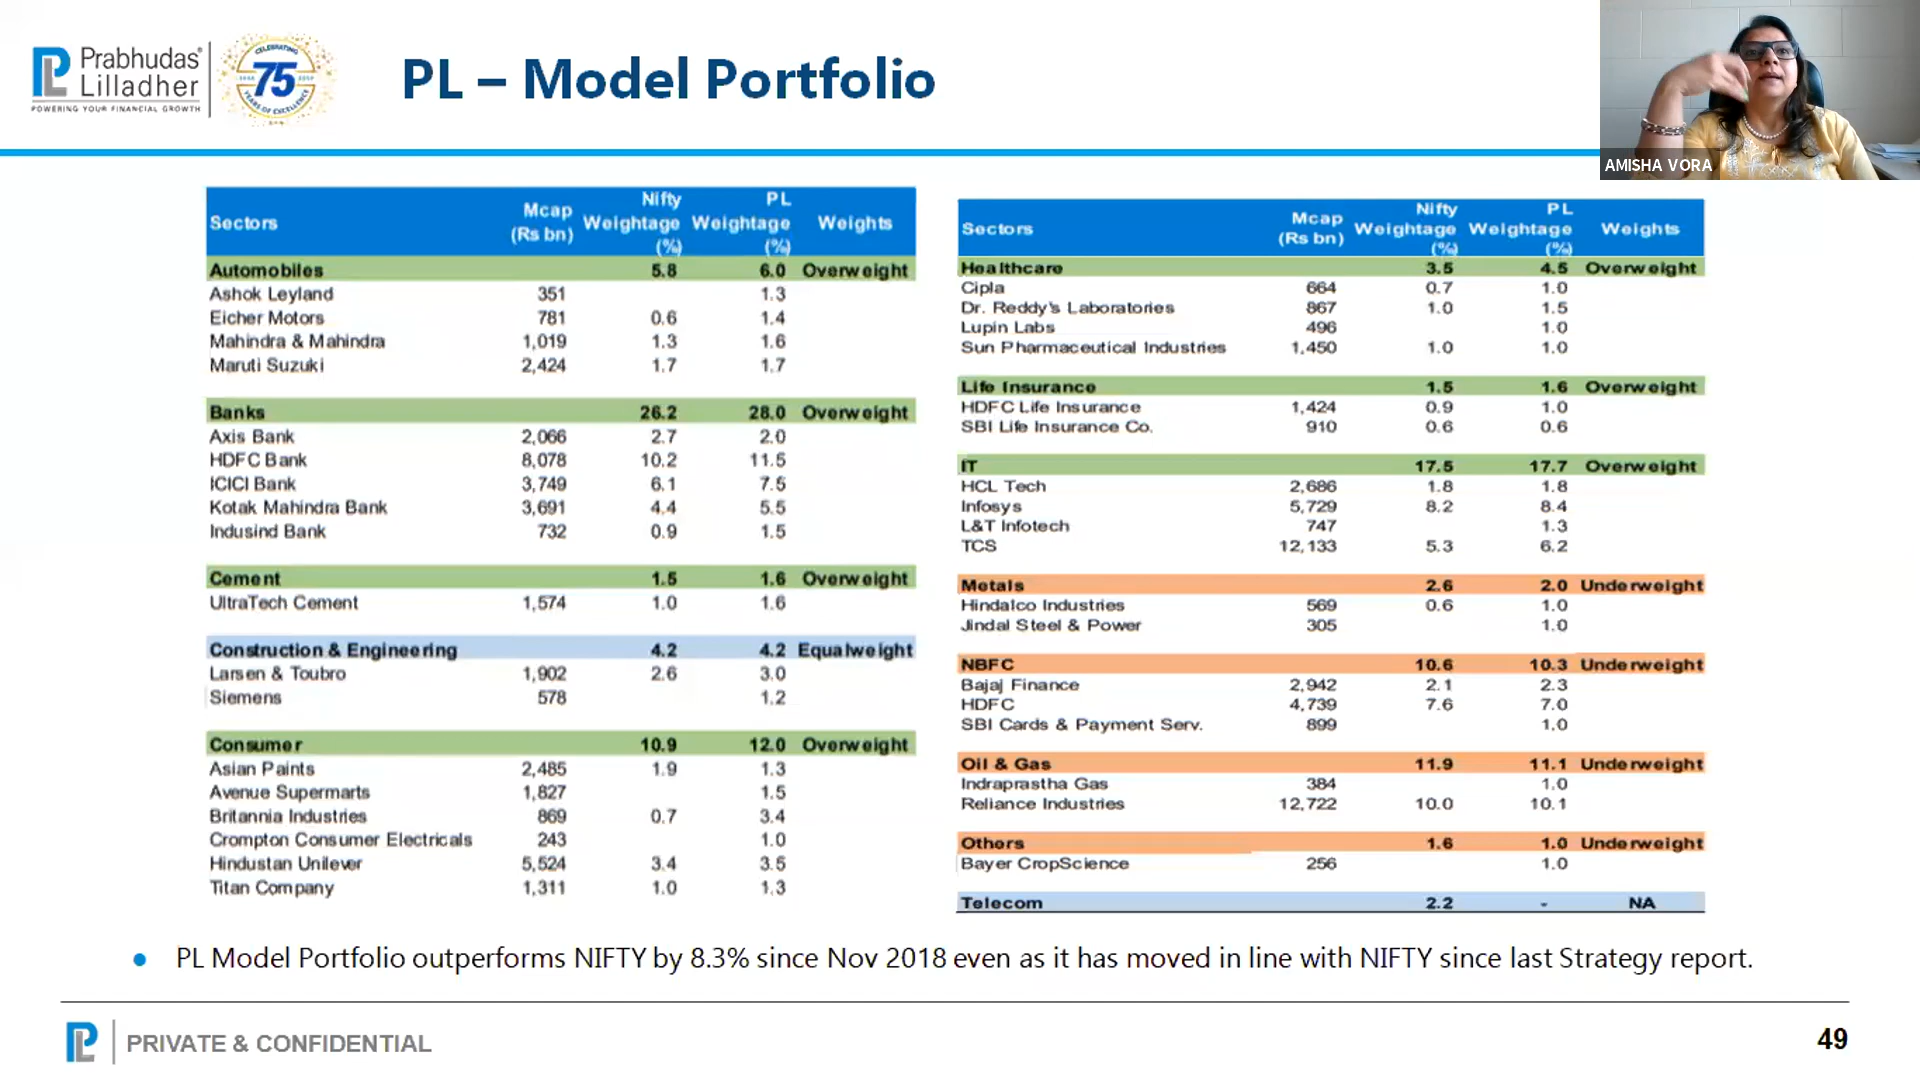 Prabhudas
Lilladher
POWERING YOUR FINANCIAL GROWTH
CELEBRATING
75
YEARS OF EXCELLENCE
PL – Model Portfolio
AMISHA VORA
Sectors Mcap (Rs bn) Nifty Weightage (%) PL Weightage (%) Weights
Automobiles 5.8 6.0 Overweight
Ashok Leyland 351 1.3
Eicher Motors 781 0.6 1.4
Mahindra & Mahindra 1,019 1.3 1.6
Maruti Suzuki 2,424 1.7 1.7
Banks 26.2 28.0 Overweight
Axis Bank 2,066 2.7 2.0
HDFC Bank 8,078 10.2 11.5
ICICI Bank 3,749 6.1 7.5
Kotak Mahindra Bank 3,691 4.4 5.5
Indusind Bank 732 0.9 1.5
Cement 1.5 1.6 Overweight
UltraTech Cement 1,574 1.0 1.6
Construction & Engineering 4.2 4.2 Equalweight
Larsen & Toubro 1,902 2.6 3.0
Siemens 578 1.2
Consumer 10.9 12.0 Overweight
Asian Paints 2,485 1.9 1.3
Avenue Supermarts 1,827 1.5
Britannia Industries 869 0.7 3.4
Crompton Consumer Electricals 243 1.0
Hindustan Unilever 5,524 3.4 3.5
Titan Company 1,311 1.0 1.3
Sectors Mcap (Rs bn) Nifty Weightage (%) PL Weightage (%) Weights
Healthcare 3.5 4.5 Overweight
Cipla 664 0.7 1.0
Dr. Reddy's Laboratories 867 1.0 1.5
Lupin Labs 496 1.0
Sun Pharmaceutical Industries 1,450 1.0 1.0
Life Insurance 1.5 1.6 Overweight
HDFC Life Insurance 1,424 0.9 1.0
SBI Life Insurance Co. 910 0.6 0.6
IT 17.5 17.7 Overweight
HCL Tech 2,686 1.8 1.8
Infosys 5,729 8.2 8.4
L&T Infotech 747 1.3
TCS 12,133 5.3 6.2
Metals 2.6 2.0 Underweight
Hindalco Industries 569 0.6 1.0
Jindal Steel & Power 305 1.0
NBFC 10.6 10.3 Underweight
Bajaj Finance 2,942 2.1 2.3
HDFC 4,739 7.6 7.0
SBI Cards & Payment Serv. 899 1.0
Oil & Gas 11.9 11.1 Underweight
Indraprastha Gas 384 1.0
Reliance Industries 12,722 10.0 10.1
Others 1.6 1.0 Underweight
Bayer CropScience 256 1.0
Telecom 2.2 - NA
● PL Model Portfolio outperforms NIFTY by 8.3% since Nov 2018 even as it has moved in line with NIFTY since last Strategy report.
PRIVATE & CONFIDENTIAL
49